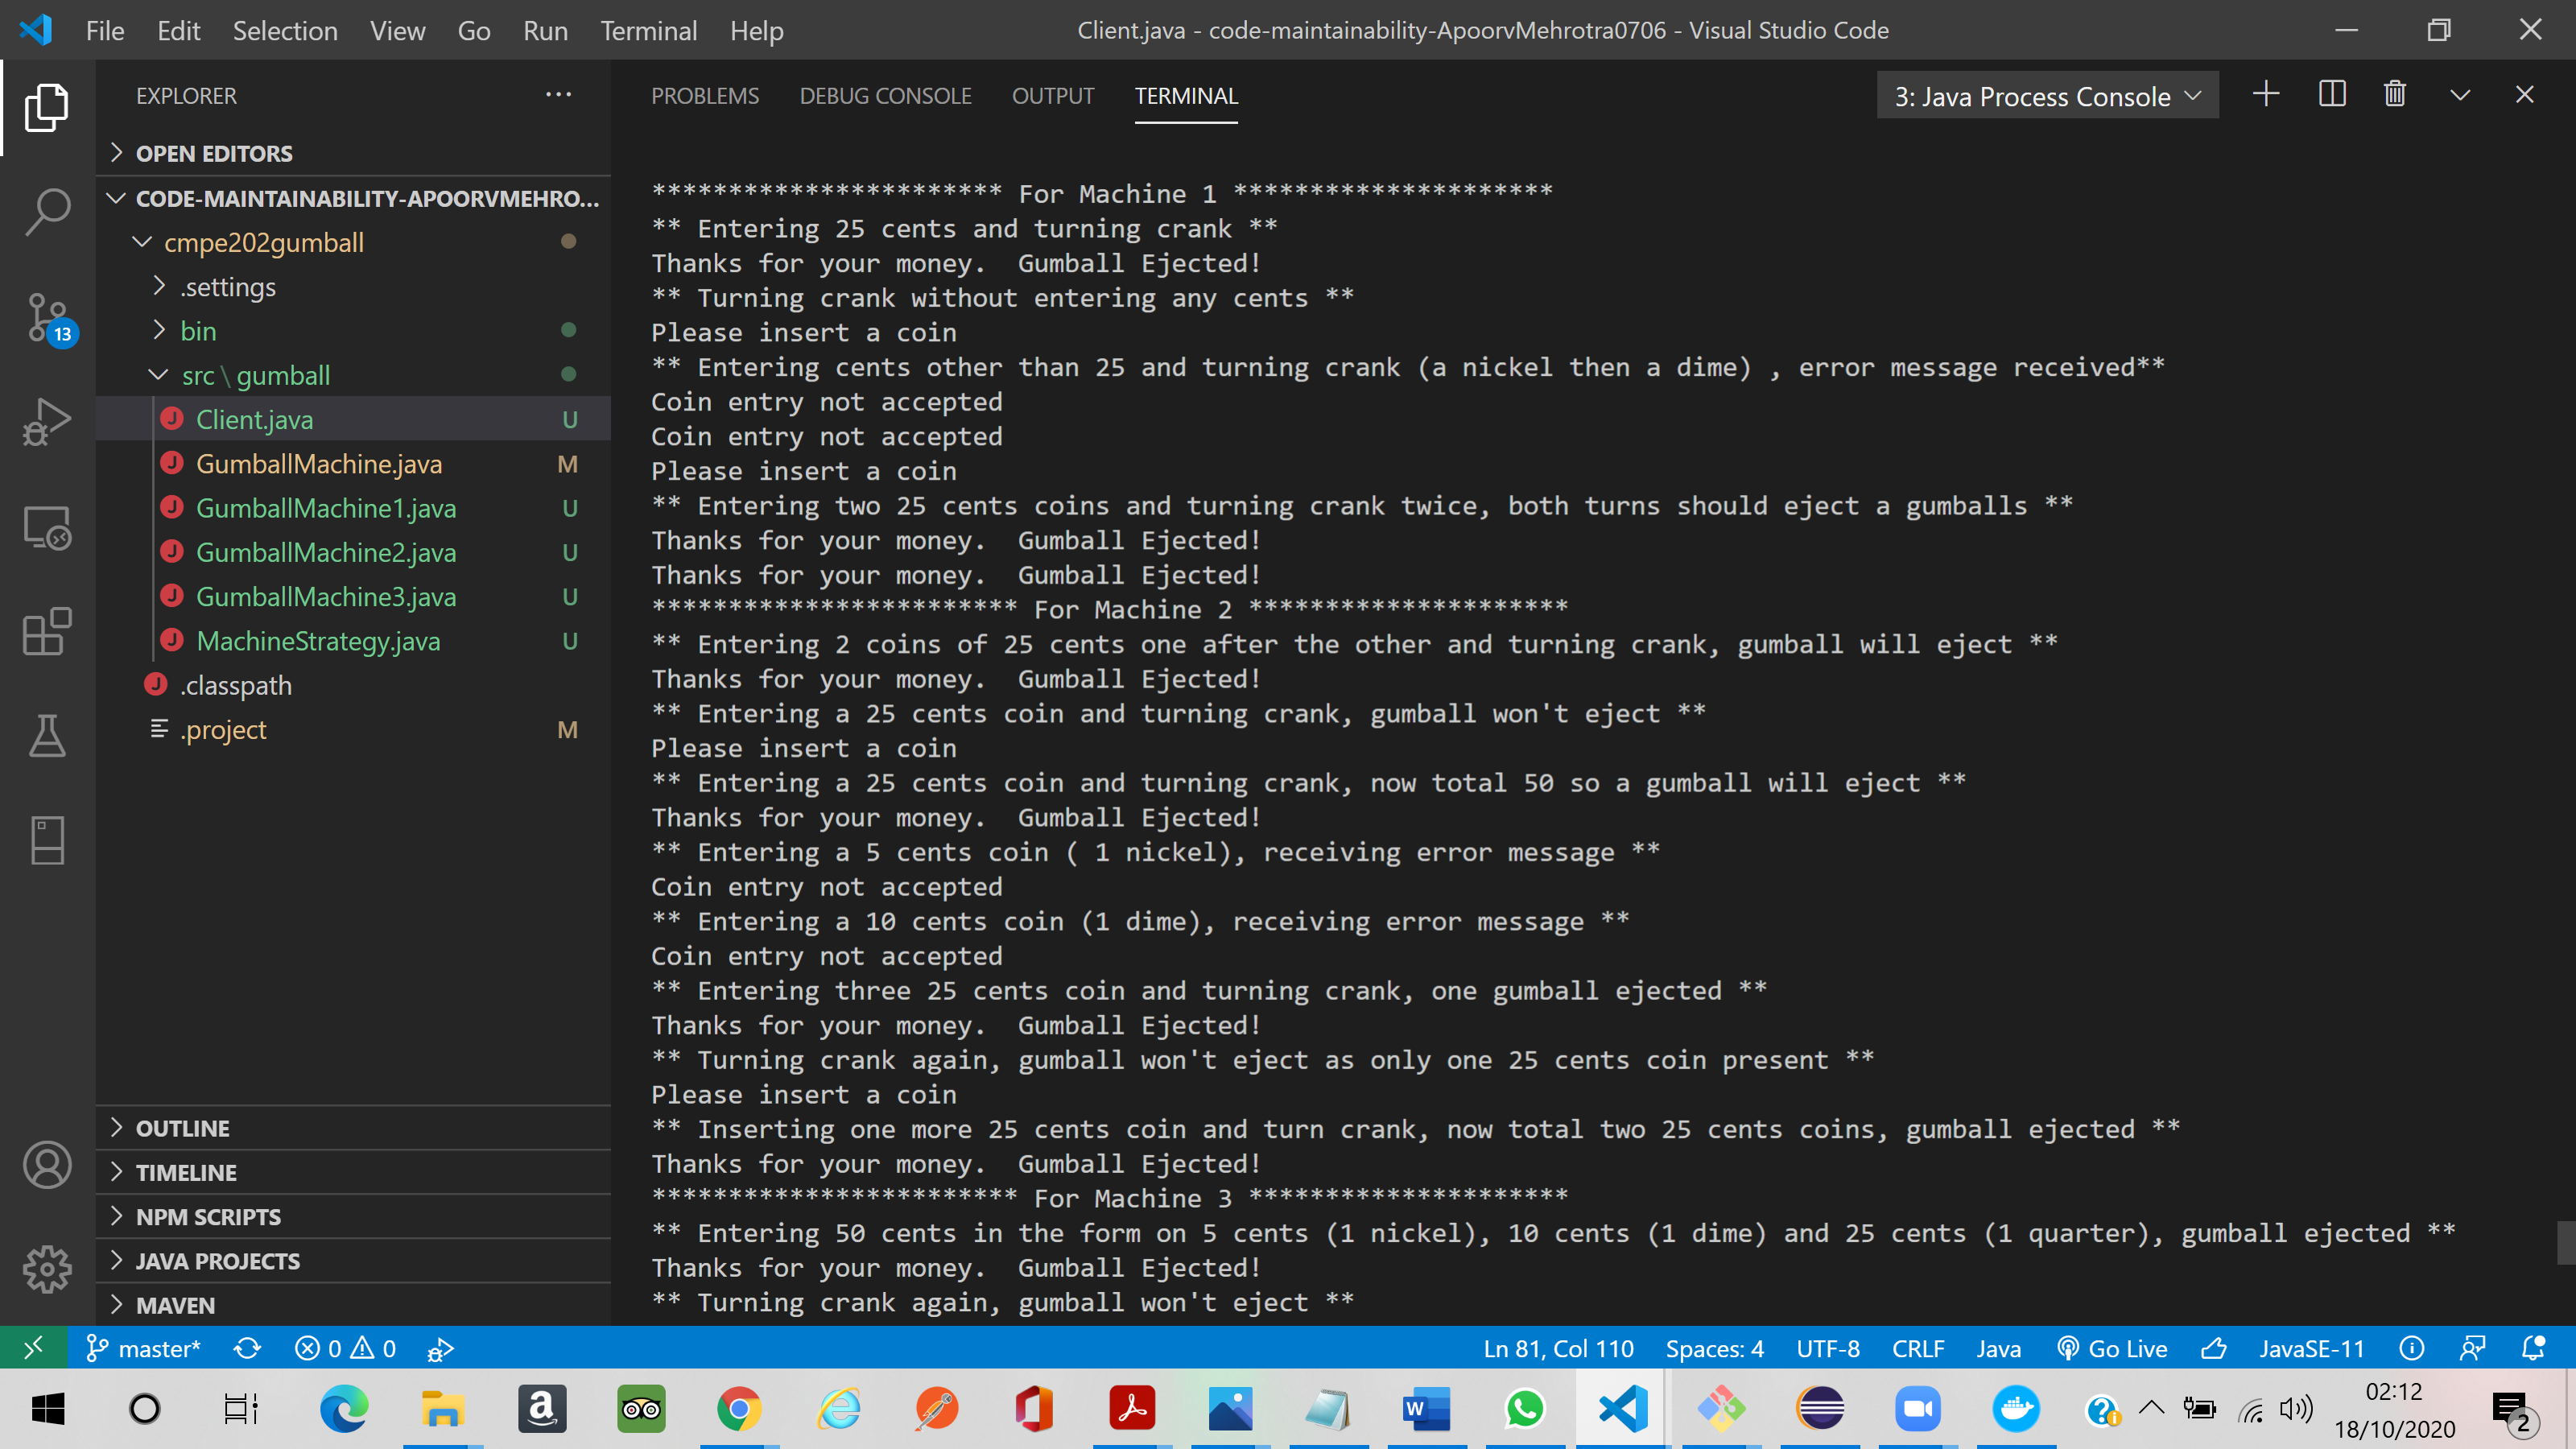 File Edit Selection View Go Run Terminal Help
Client.java - code-maintainability-ApoorvMehrotra0706 - Visual Studio Code
EXPLORER
PROBLEMS DEBUG CONSOLE OUTPUT TERMINAL
3: Java Process Console
OPEN EDITORS
CODE-MAINTAINABILITY-APOORVMEHRO...
cmpe202gumball
.settings
bin
src \ gumball
Client.java U
GumballMachine.java M
GumballMachine1.java U
GumballMachine2.java U
GumballMachine3.java U
MachineStrategy.java U
.classpath
.project M
13
OUTLINE
TIMELINE
NPM SCRIPTS
JAVA PROJECTS
MAVEN
*********************** For Machine 1 *********************
** Entering 25 cents and turning crank **
Thanks for your money.  Gumball Ejected!
** Turning crank without entering any cents **
Please insert a coin
** Entering cents other than 25 and turning crank (a nickel then a dime) , error message received**
Coin entry not accepted
Coin entry not accepted
Please insert a coin
** Entering two 25 cents coins and turning crank twice, both turns should eject a gumballs **
Thanks for your money.  Gumball Ejected!
Thanks for your money.  Gumball Ejected!
************************ For Machine 2 *********************
** Entering 2 coins of 25 cents one after the other and turning crank, gumball will eject **
Thanks for your money.  Gumball Ejected!
** Entering a 25 cents coin and turning crank, gumball won't eject **
Please insert a coin
** Entering a 25 cents coin and turning crank, now total 50 so a gumball will eject **
Thanks for your money.  Gumball Ejected!
** Entering a 5 cents coin ( 1 nickel), receiving error message **
Coin entry not accepted
** Entering a 10 cents coin (1 dime), receiving error message **
Coin entry not accepted
** Entering three 25 cents coin and turning crank, one gumball ejected **
Thanks for your money.  Gumball Ejected!
** Turning crank again, gumball won't eject as only one 25 cents coin present **
Please insert a coin
** Inserting one more 25 cents coin and turn crank, now total two 25 cents coins, gumball ejected **
Thanks for your money.  Gumball Ejected!
************************ For Machine 3 *********************
** Entering 50 cents in the form on 5 cents (1 nickel), 10 cents (1 dime) and 25 cents (1 quarter), gumball ejected **
Thanks for your money.  Gumball Ejected!
** Turning crank again, gumball won't eject **
master* 0 0
Ln 81, Col 110 Spaces: 4 UTF-8 CRLF Java Go Live JavaSE-11
02:12
18/10/2020
2